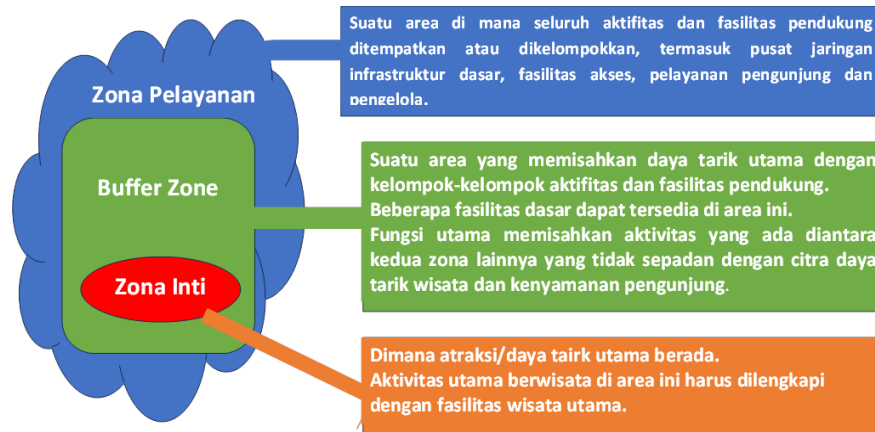 Suatu area di mana seluruh aktifitas dan fasilitas pendukung
ditempatkan atau dikelompokkan, termasuk pusat jaringan
infrastruktur dasar, fasilitas akses, pelayanan pengunjung dan
pengelola.
Zona Pelayanan
Suatu area yang memisahkan daya tarik utama dengan
kelompok-kelompok aktifitas dan fasilitas pendukung.
Beberapa fasilitas dasar dapat tersedia di area ini.
Fungsi utama memisahkan aktivitas yang ada diantara
kedua zona lainnya yang tidak sepadan dengan citra daya
tarik wisata dan kenyamanan pengunjung.
Buffer Zone
Zona Inti
Dimana atraksi/daya tairk utama berada.
Aktivitas utama berwisata di area ini harus dilengkapi
dengan fasilitas wisata utama.